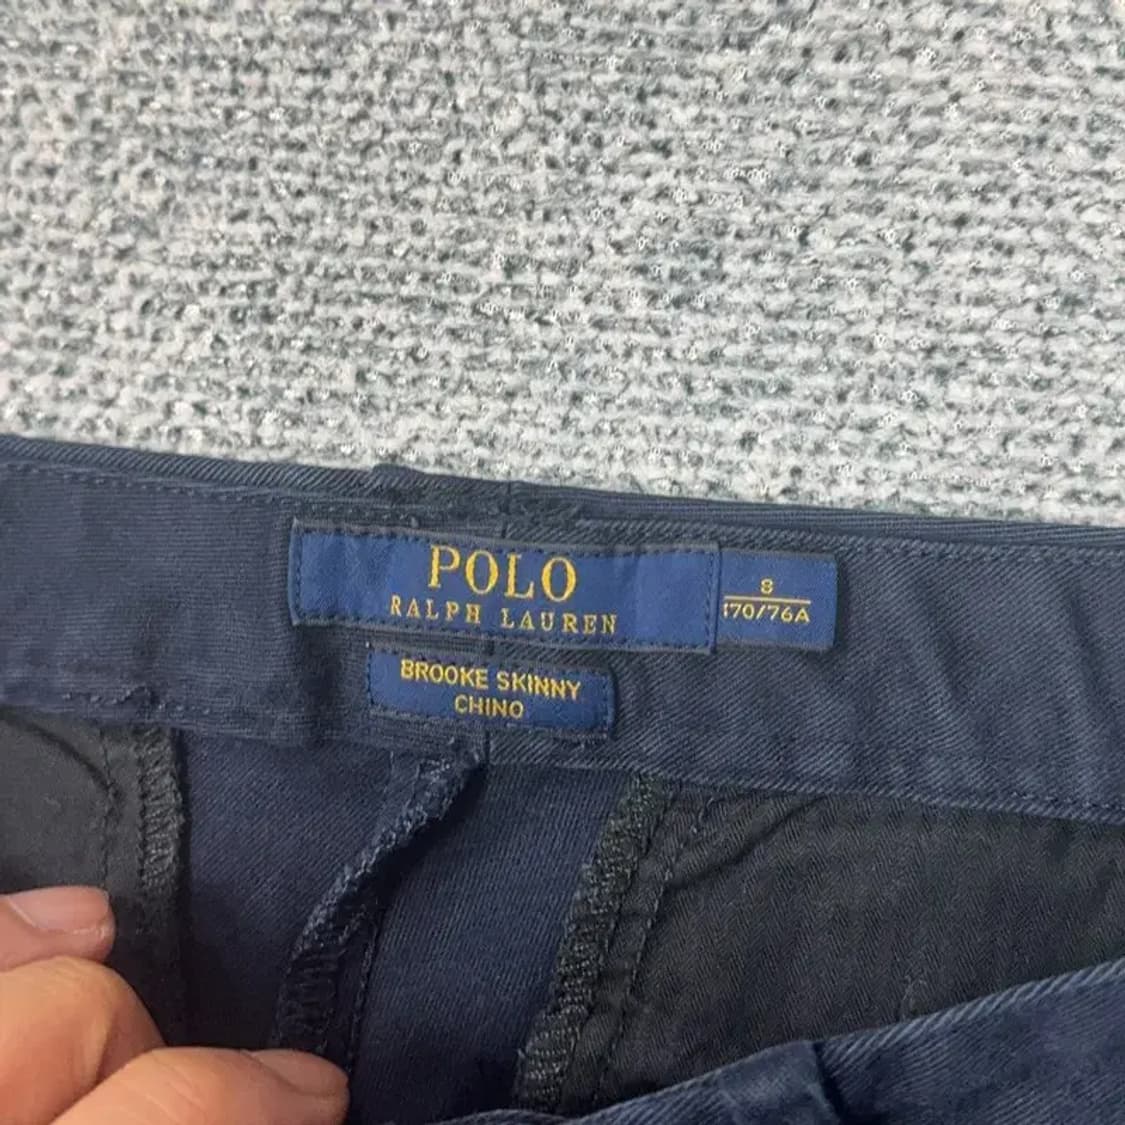 POLO
RALPH LAUREN
8
170/76A
BROOKE SKINNY
CHINO